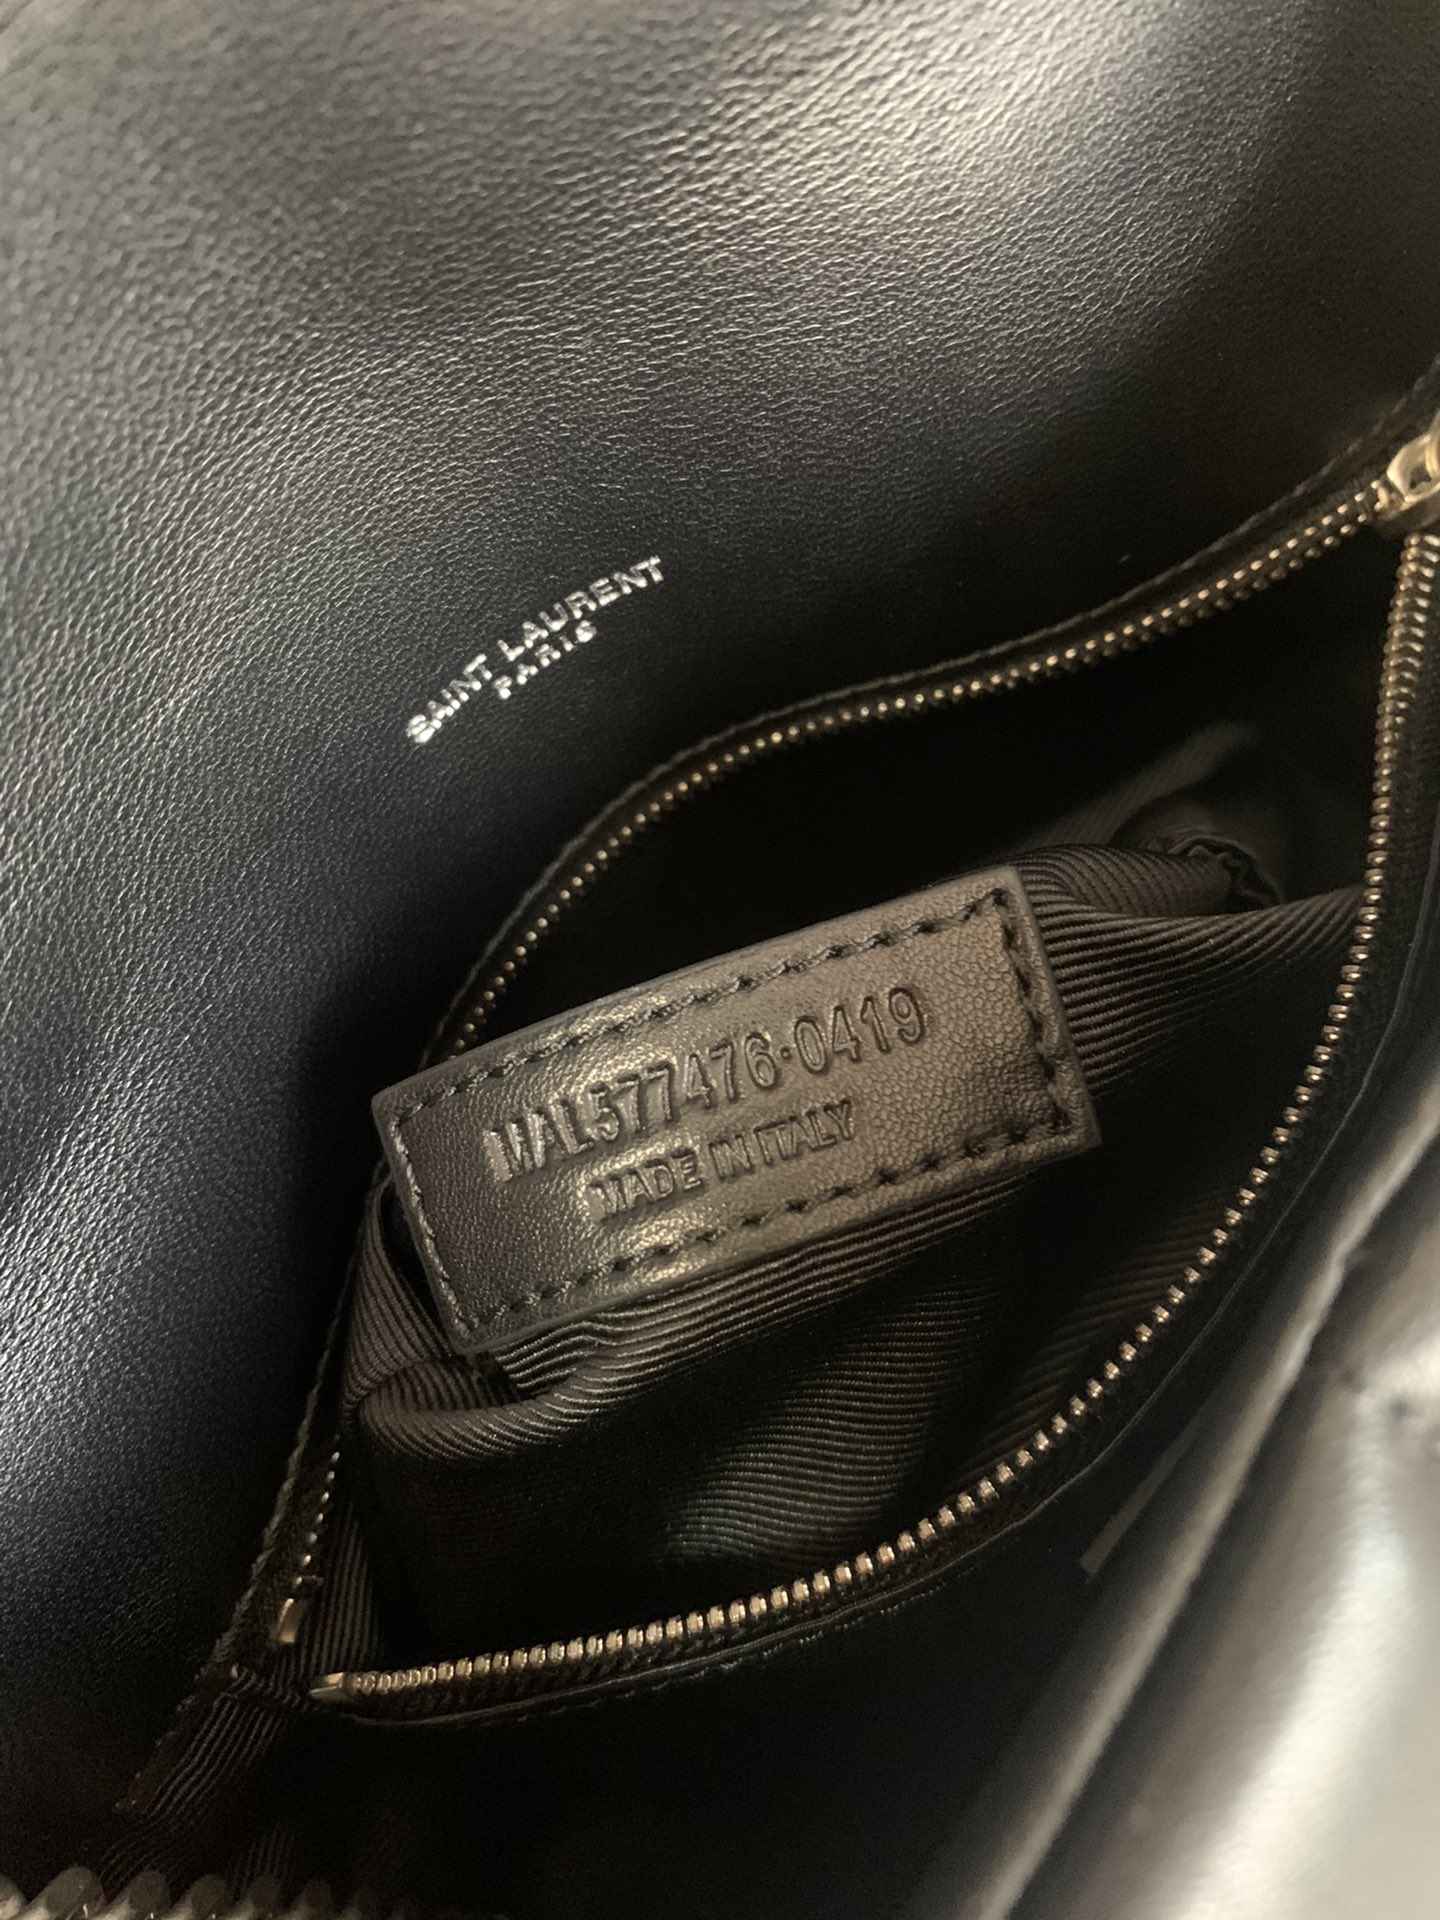 SAINT LAURENT
PARIS
MAL577476·0419
MADE IN ITALY